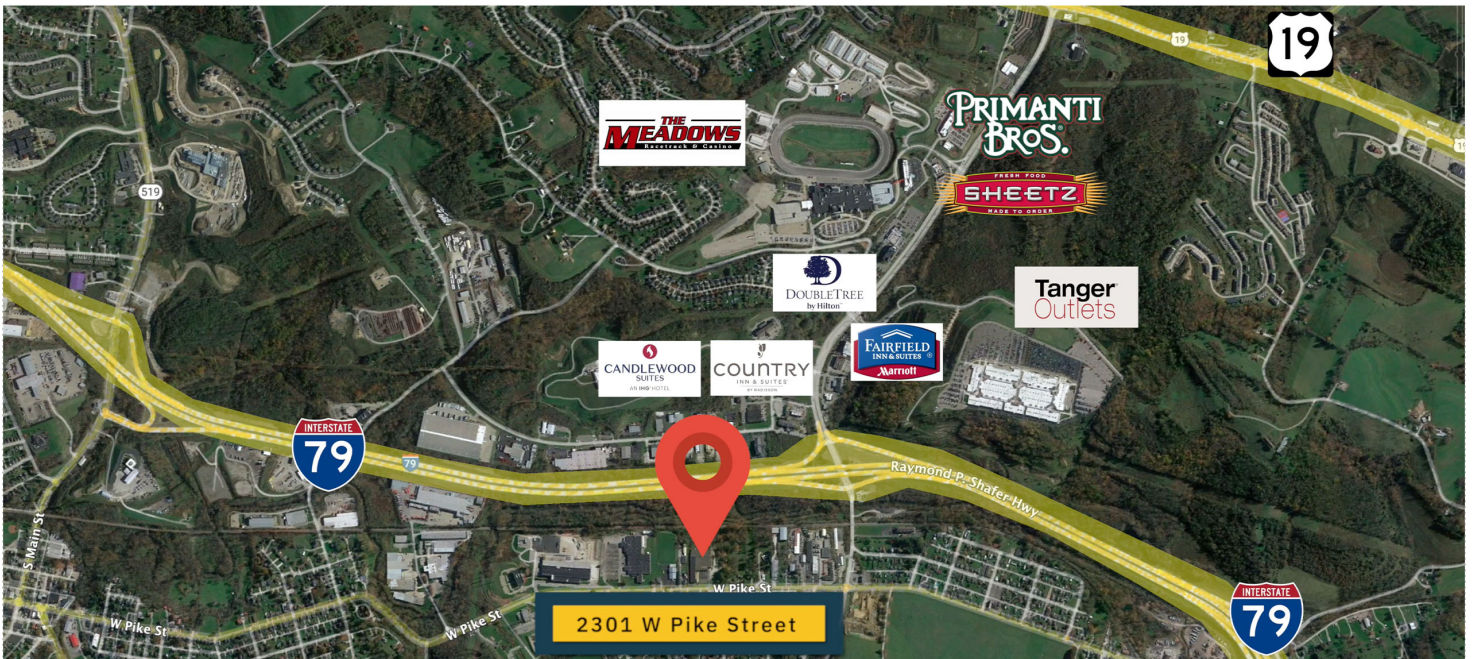 19
19
19
THE
MEADOWS
Racetrack & Casino
PRIMANTI
BROS.
FRESH FOOD
SHEETZ
MADE TO ORDER
519
D
DOUBLETREE
by Hilton
Tanger
Outlets
FAIRFIELD
INN & SUITES
Marriott
CANDLEWOOD
SUITES
AN IHG HOTEL
COUNTRY
INN & SUITES
BY RADISSON
INTERSTATE
79
79
Raymond P. Shafer Hwy
S Main St
W Pike St
W Pike St
W Pike St
2301 W Pike Street
INTERSTATE
79